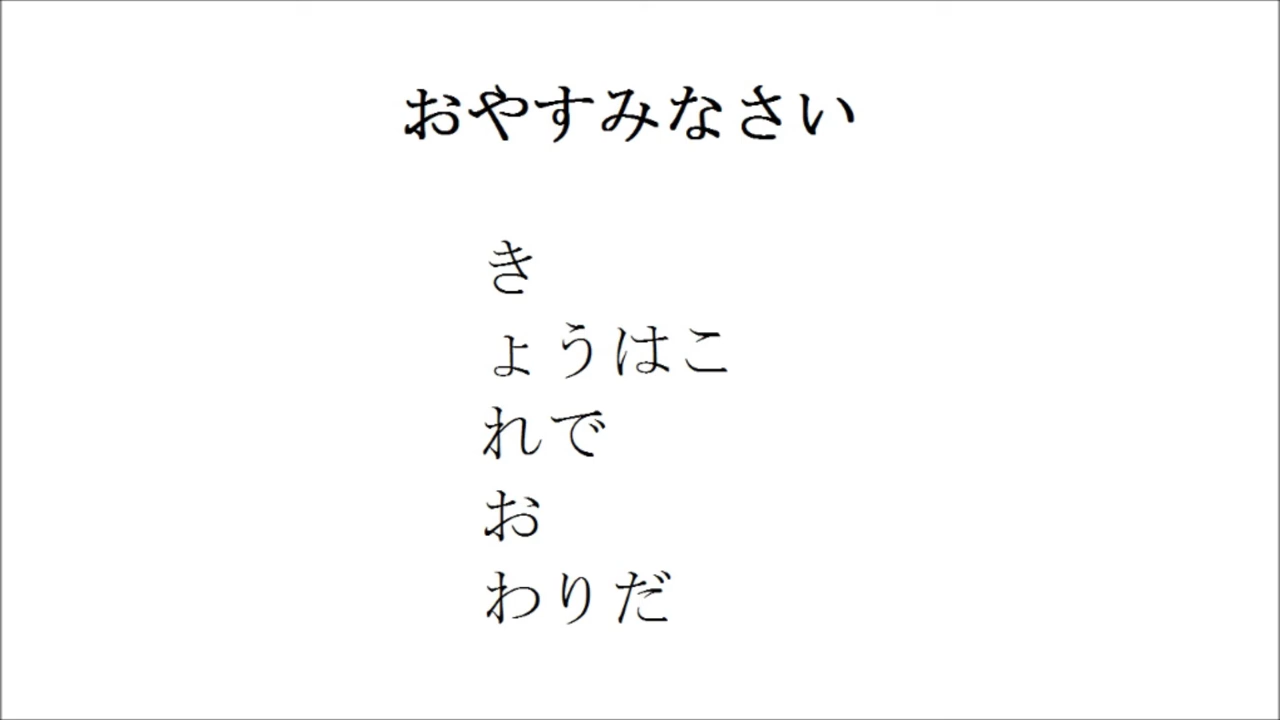 おやすみなさい
き
ょうはこ
れで
お
わりだ